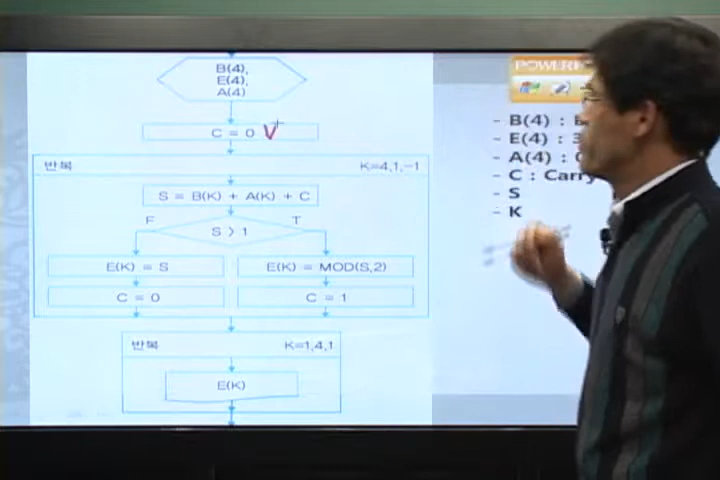 B(4),
E(4),
A(4)
C = 0 V
반복 K=4,1,-1
S = B(K) + A(K) + C
F T
S > 1
E(K) = S E(K) = MOD(S,2)
C = 0 C = 1
반복 K=1,4,1
E(K)
- B(4) :
- E(4) : 3
- A(4) :
- C : Carry
- S
- K